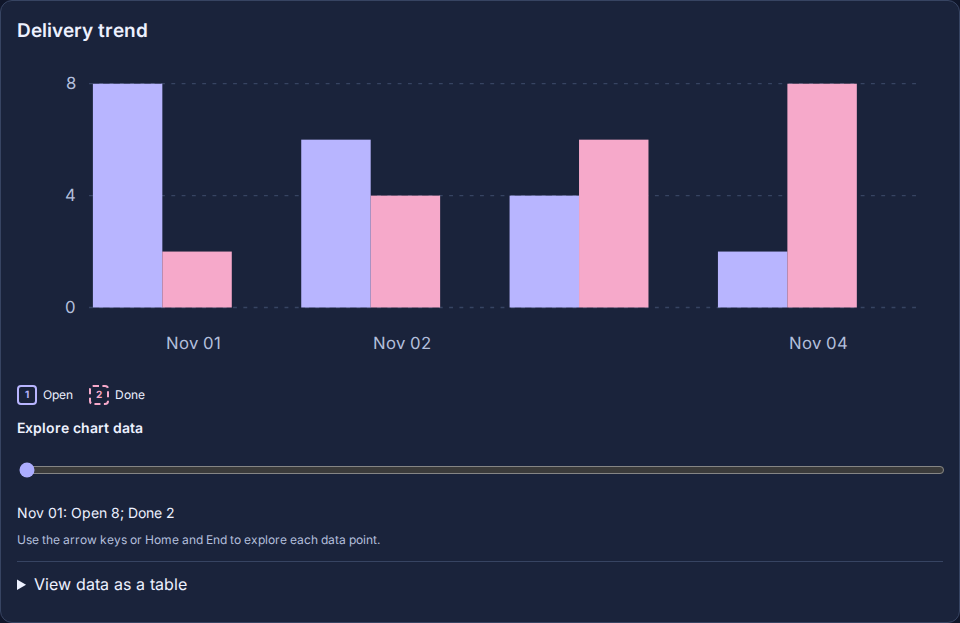 Delivery trend
8
4
0
Nov 01 Nov 02 Nov 04
1 Open 2 Done
Explore chart data
Nov 01: Open 8; Done 2
Use the arrow keys or Home and End to explore each data point.
View data as a table